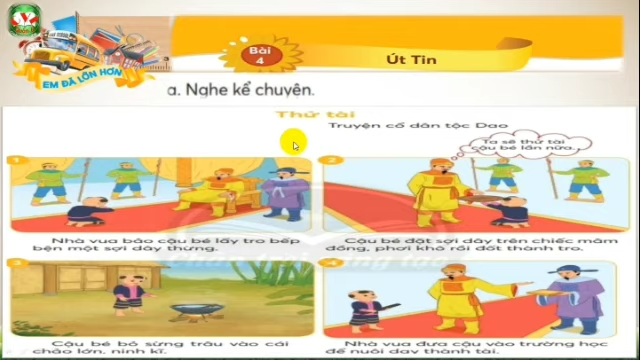 EM ĐÃ LỚN HƠN
Bài
4
Út Tin
a. Nghe kể chuyện.
Thử tài
Truyện cổ dân tộc Dao
1
2
Ta sẽ thử tài
cậu bé lần nữa.
Nhà vua bảo cậu bé lấy tro bếp
bện một sợi dây thừng.
Cậu bé đặt sợi dây trên chiếc mâm
đồng, phơi khô rồi đốt thành tro.
3
4
Cậu bé bỏ sừng trâu vào cái
chảo lớn, ninh kĩ.
Nhà vua đưa cậu vào trường học
để nuôi dạy thành tài.